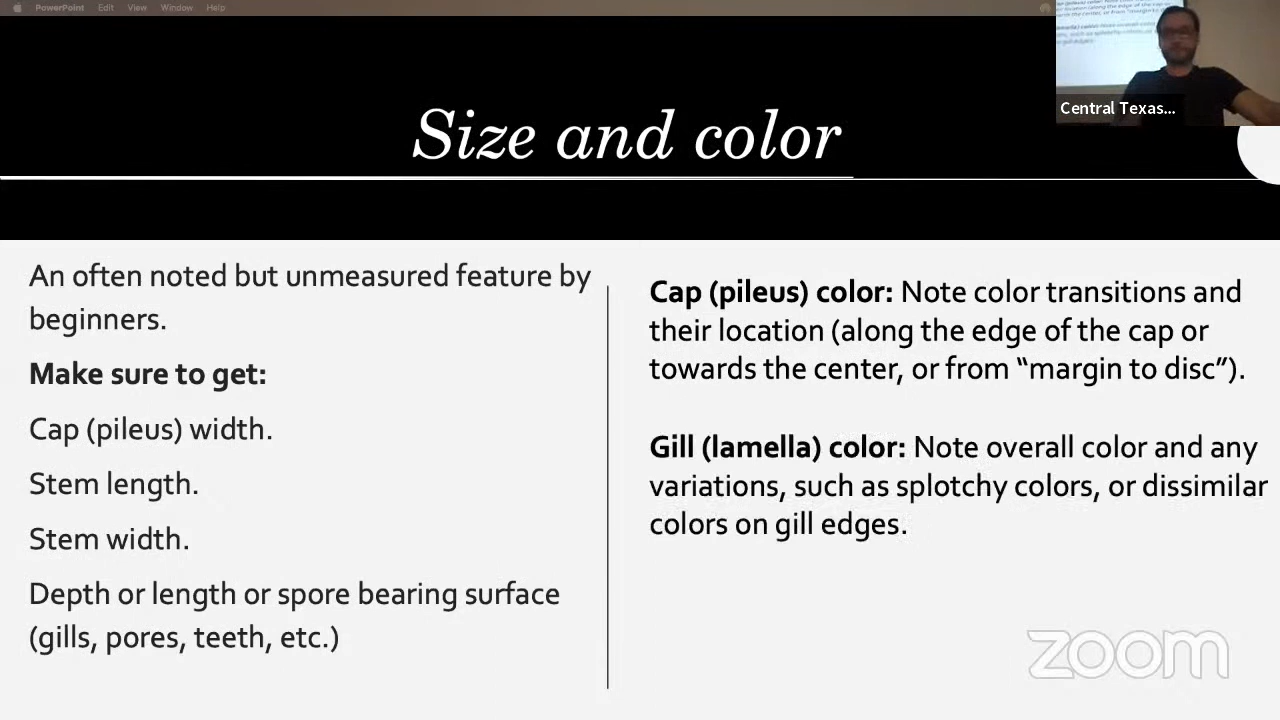 PowerPoint Edit View Window Help
Central Texas...
Size and color
An often noted but unmeasured feature by
beginners.
Make sure to get:
Cap (pileus) width.
Stem length.
Stem width.
Depth or length or spore bearing surface
(gills, pores, teeth, etc.)
Cap (pileus) color: Note color transitions and
their location (along the edge of the cap or
towards the center, or from “margin to disc”).
Gill (lamella) color: Note overall color and any
variations, such as splotchy colors, or dissimilar
colors on gill edges.
zoom